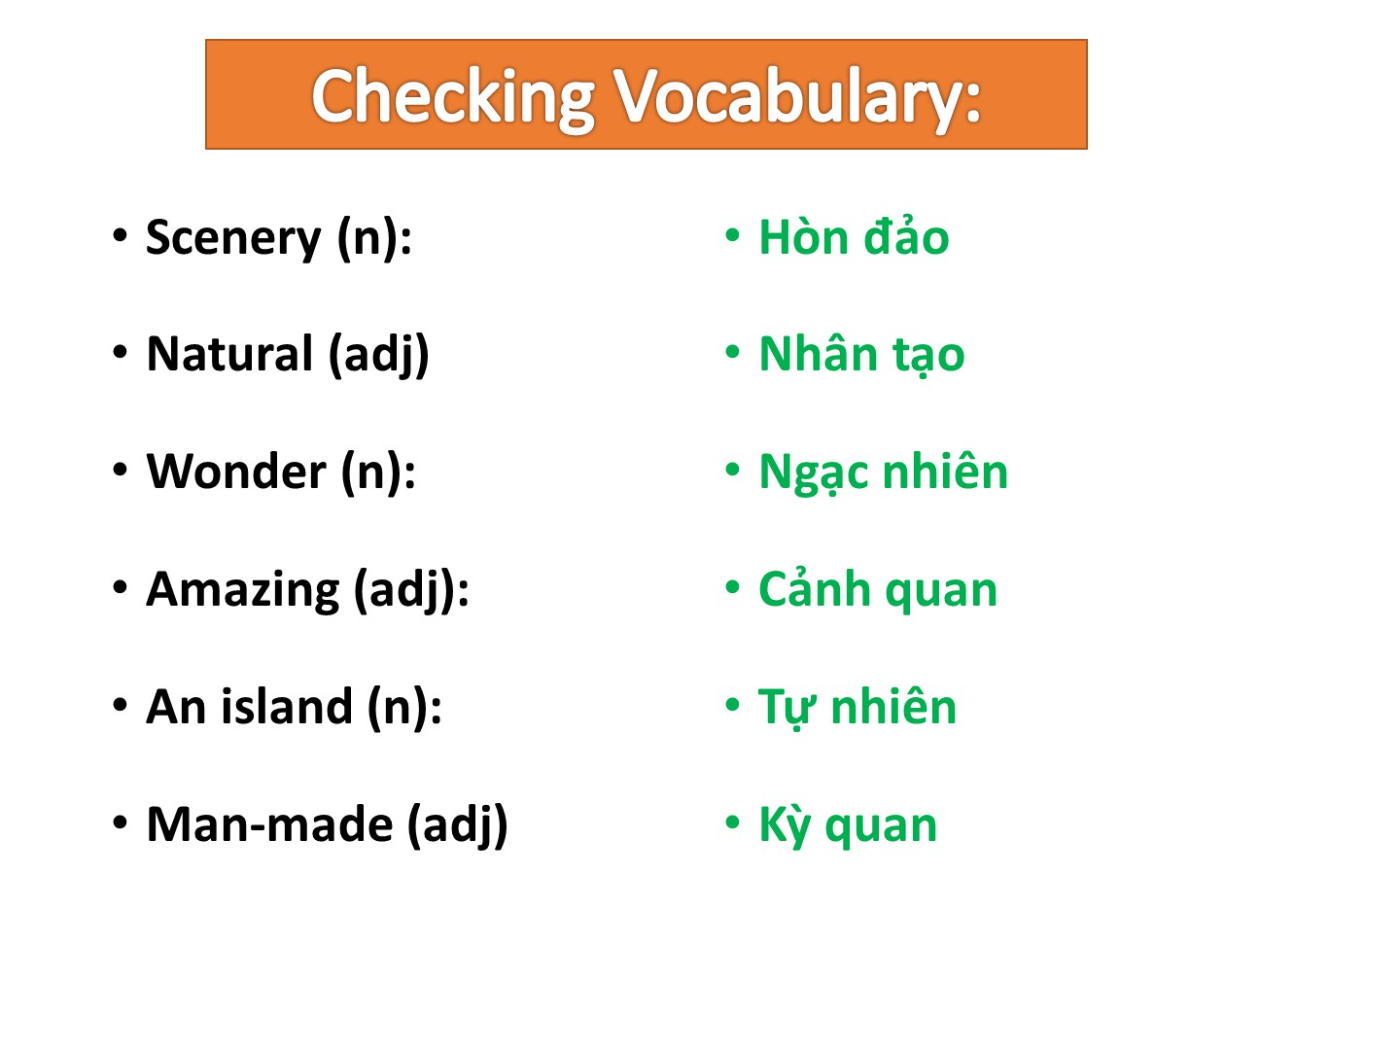 Checking Vocabulary:
• Scenery (n):
• Natural (adj)
• Wonder (n):
• Amazing (adj):
• An island (n):
• Man-made (adj)
• Hòn đảo
• Nhân tạo
• Ngạc nhiên
• Cảnh quan
• Tự nhiên
• Kỳ quan